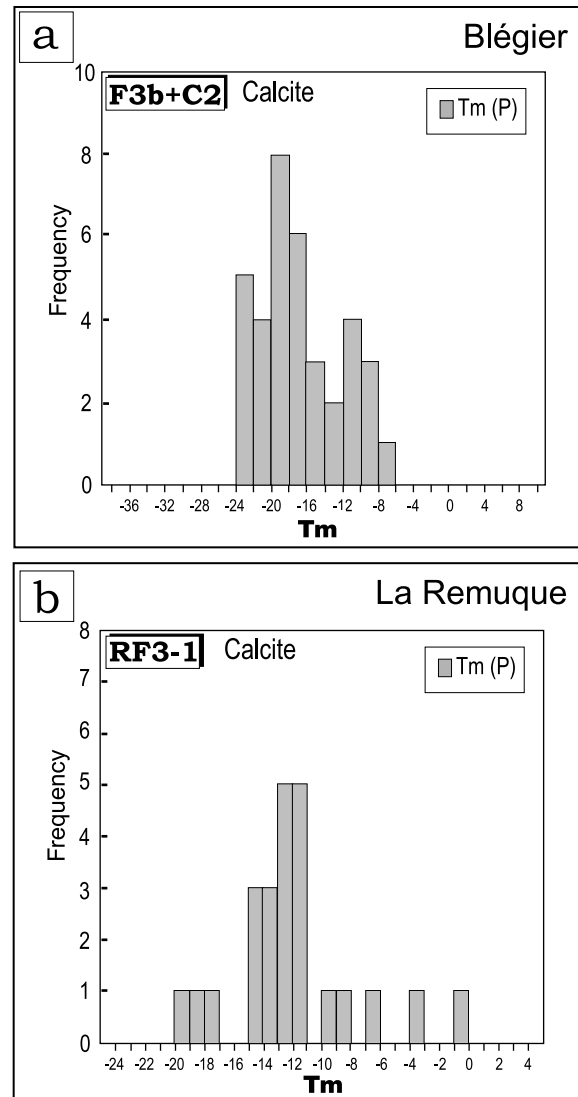 a
Blégier
F3b+C2 Calcite
Tm (P)
10
8
6
4
2
0
Frequency
-36 -32 -28 -24 -20 -16 -12 -8 -4 0 4 8
Tm
b
La Remuque
RF3-1 Calcite
Tm (P)
8
7
6
5
4
3
2
1
0
Frequency
-24 -22 -20 -18 -16 -14 -12 -10 -8 -6 -4 -2 0 2 4
Tm